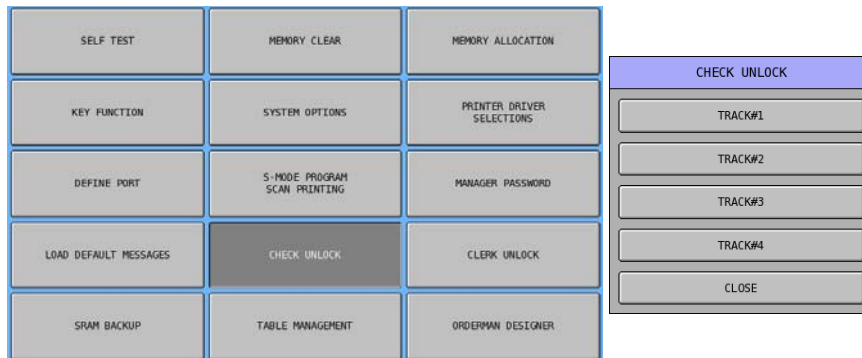 SELF TEST
MEMORY CLEAR
MEMORY ALLOCATION
KEY FUNCTION
SYSTEM OPTIONS
PRINTER DRIVER
SELECTIONS
DEFINE PORT
S-MODE PROGRAM
SCAN PRINTING
MANAGER PASSWORD
LOAD DEFAULT MESSAGES
CHECK UNLOCK
CLERK UNLOCK
SRAM BACKUP
TABLE MANAGEMENT
ORDERMAN DESIGNER
CHECK UNLOCK
TRACK#1
TRACK#2
TRACK#3
TRACK#4
CLOSE